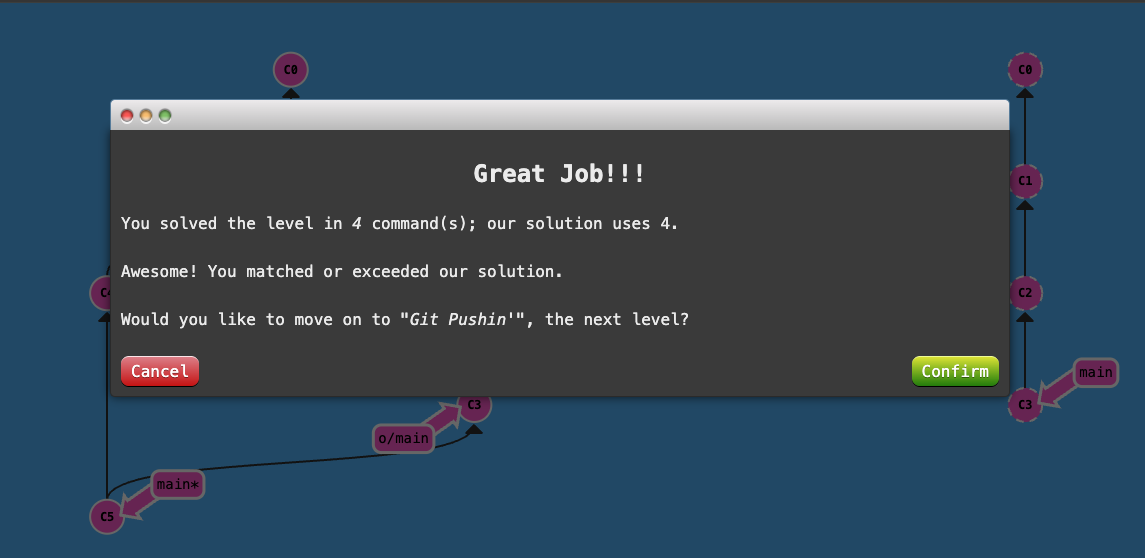 C0
C0
Great Job!!!
C1
You solved the level in 4 command(s); our solution uses 4.
Awesome! You matched or exceeded our solution.
C2
Would you like to move on to "Git Pushin'", the next level?
Cancel
Confirm
main
C3
C3
o/main
main*
C5